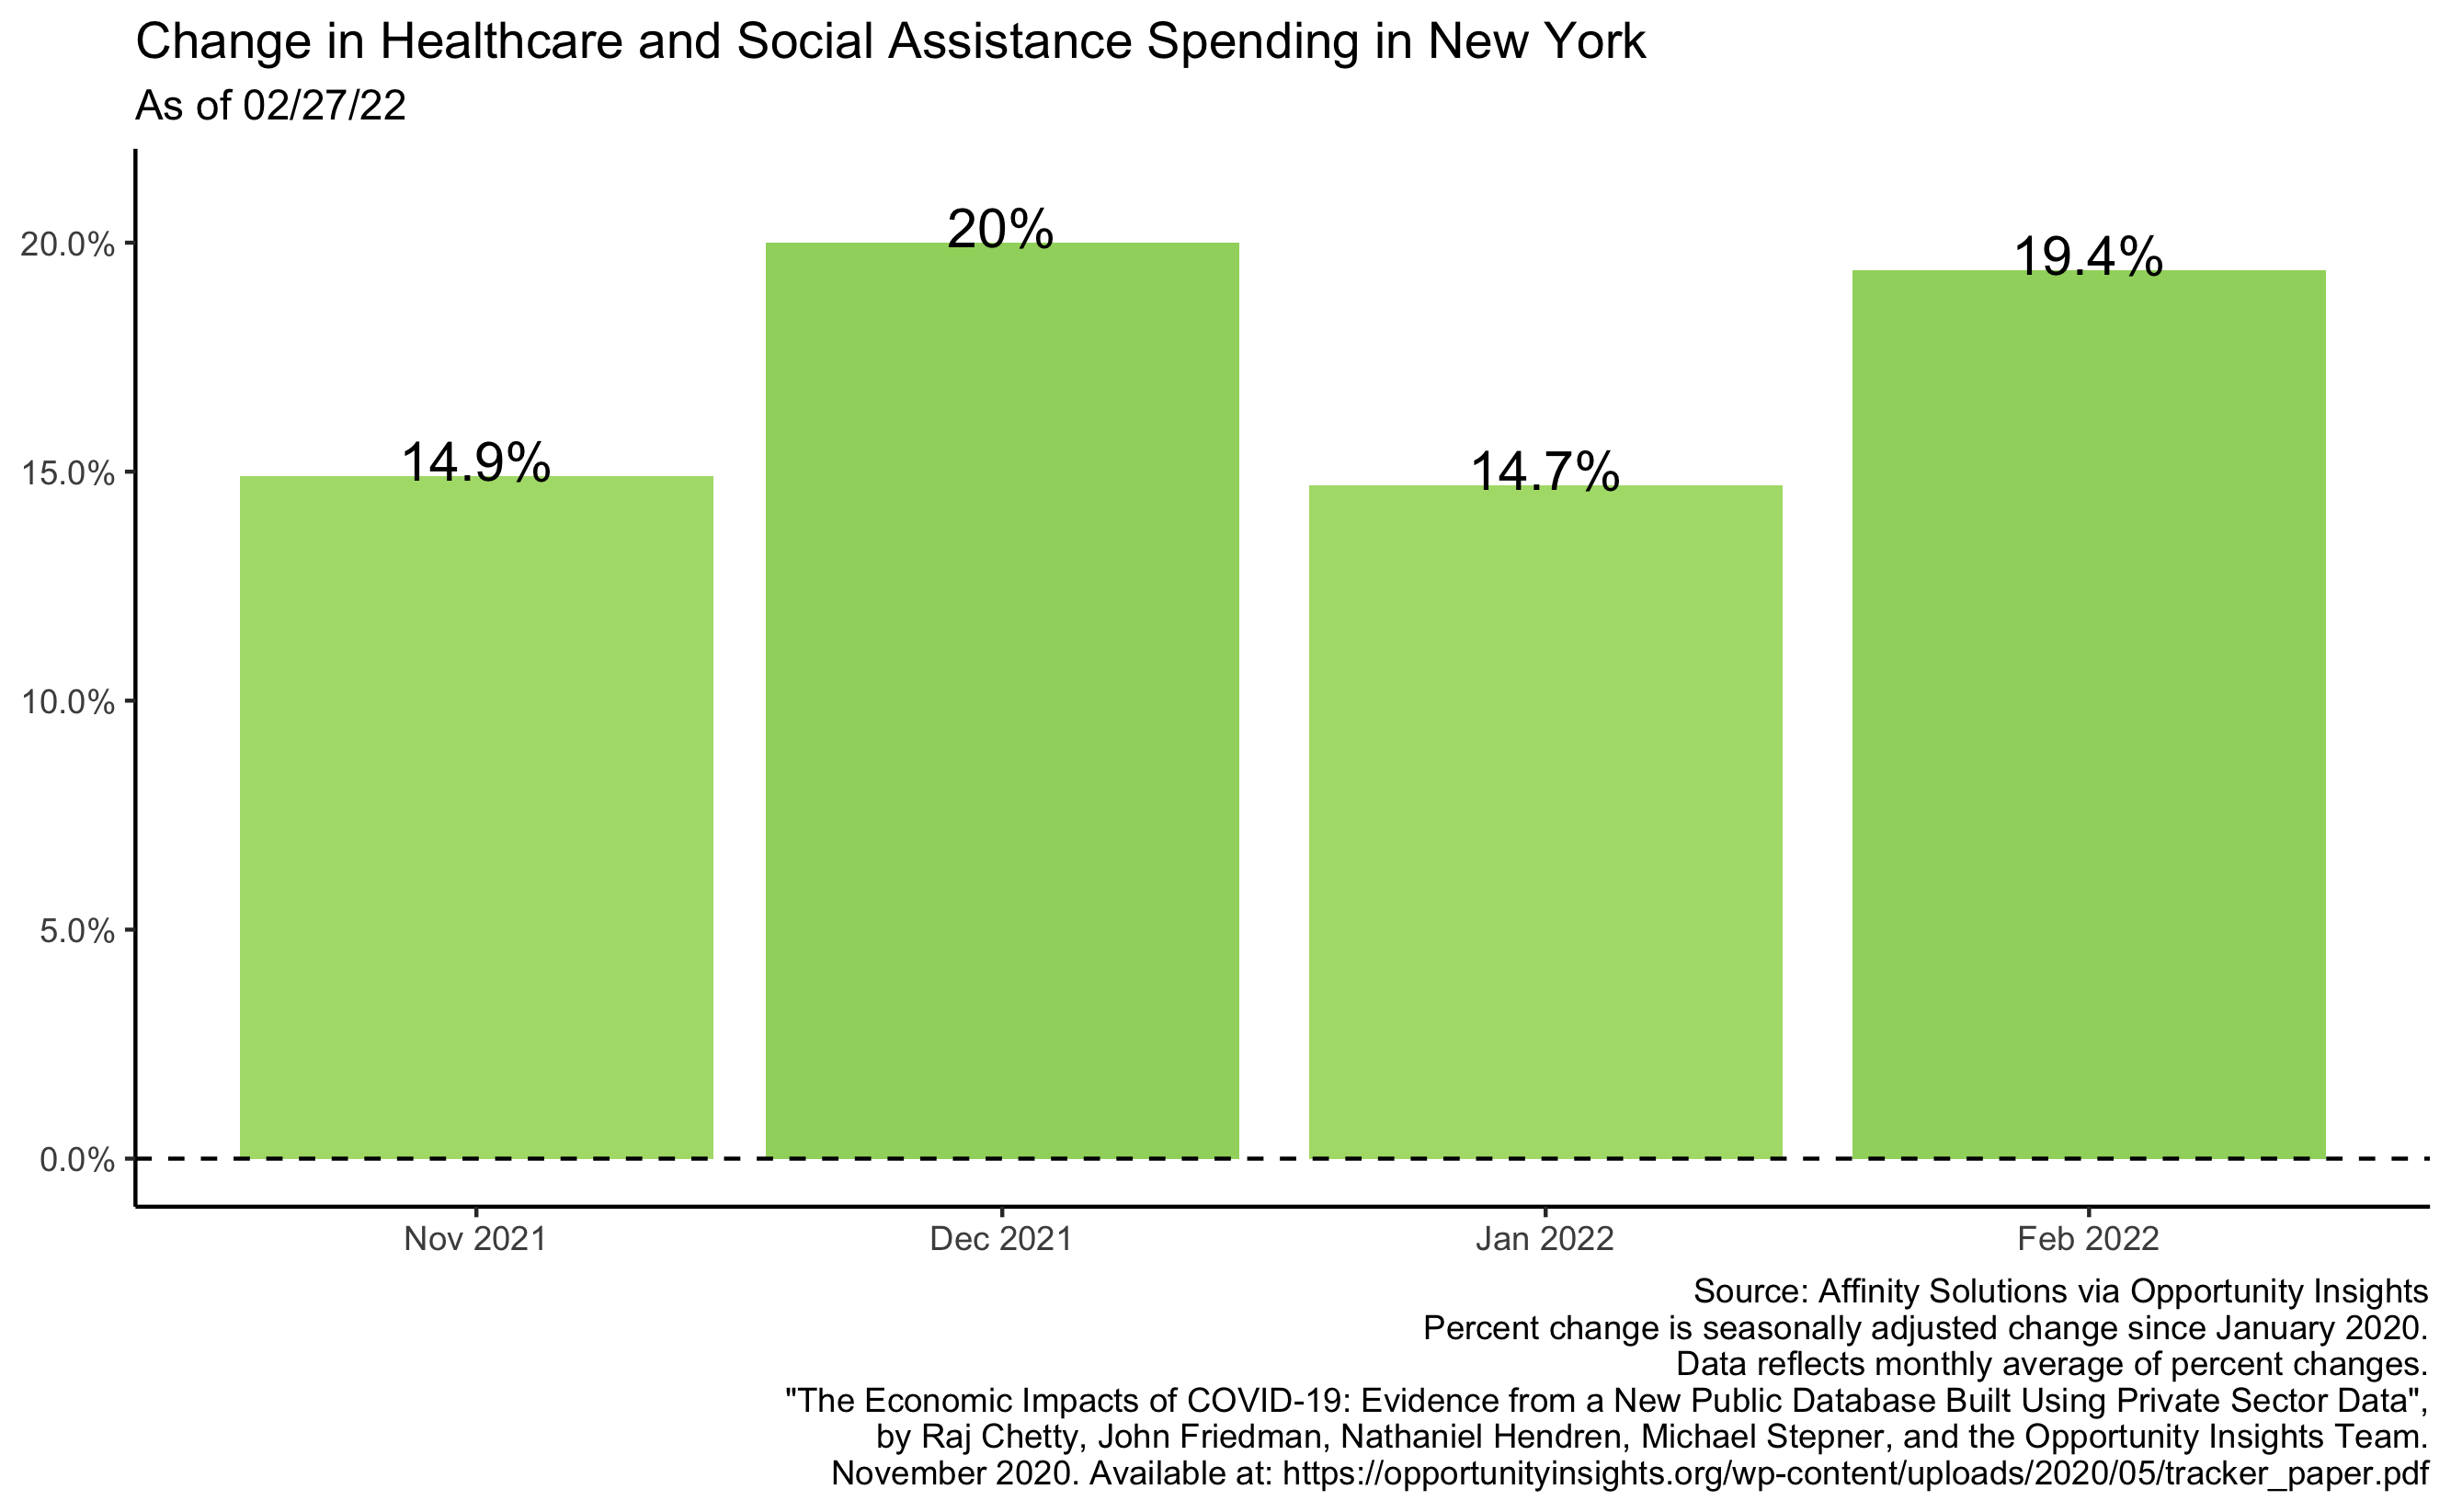 Change in Healthcare and Social Assistance Spending in New York
As of 02/27/22
20.0%
15.0%
10.0%
5.0%
0.0%
14.9%
20%
14.7%
19.4%
Nov 2021
Dec 2021
Jan 2022
Feb 2022
Source: Affinity Solutions via Opportunity Insights
Percent change is seasonally adjusted change since January 2020.
Data reflects monthly average of percent changes.
"The Economic Impacts of COVID-19: Evidence from a New Public Database Built Using Private Sector Data",
by Raj Chetty, John Friedman, Nathaniel Hendren, Michael Stepner, and the Opportunity Insights Team.
November 2020. Available at: https://opportunityinsights.org/wp-content/uploads/2020/05/tracker_paper.pdf